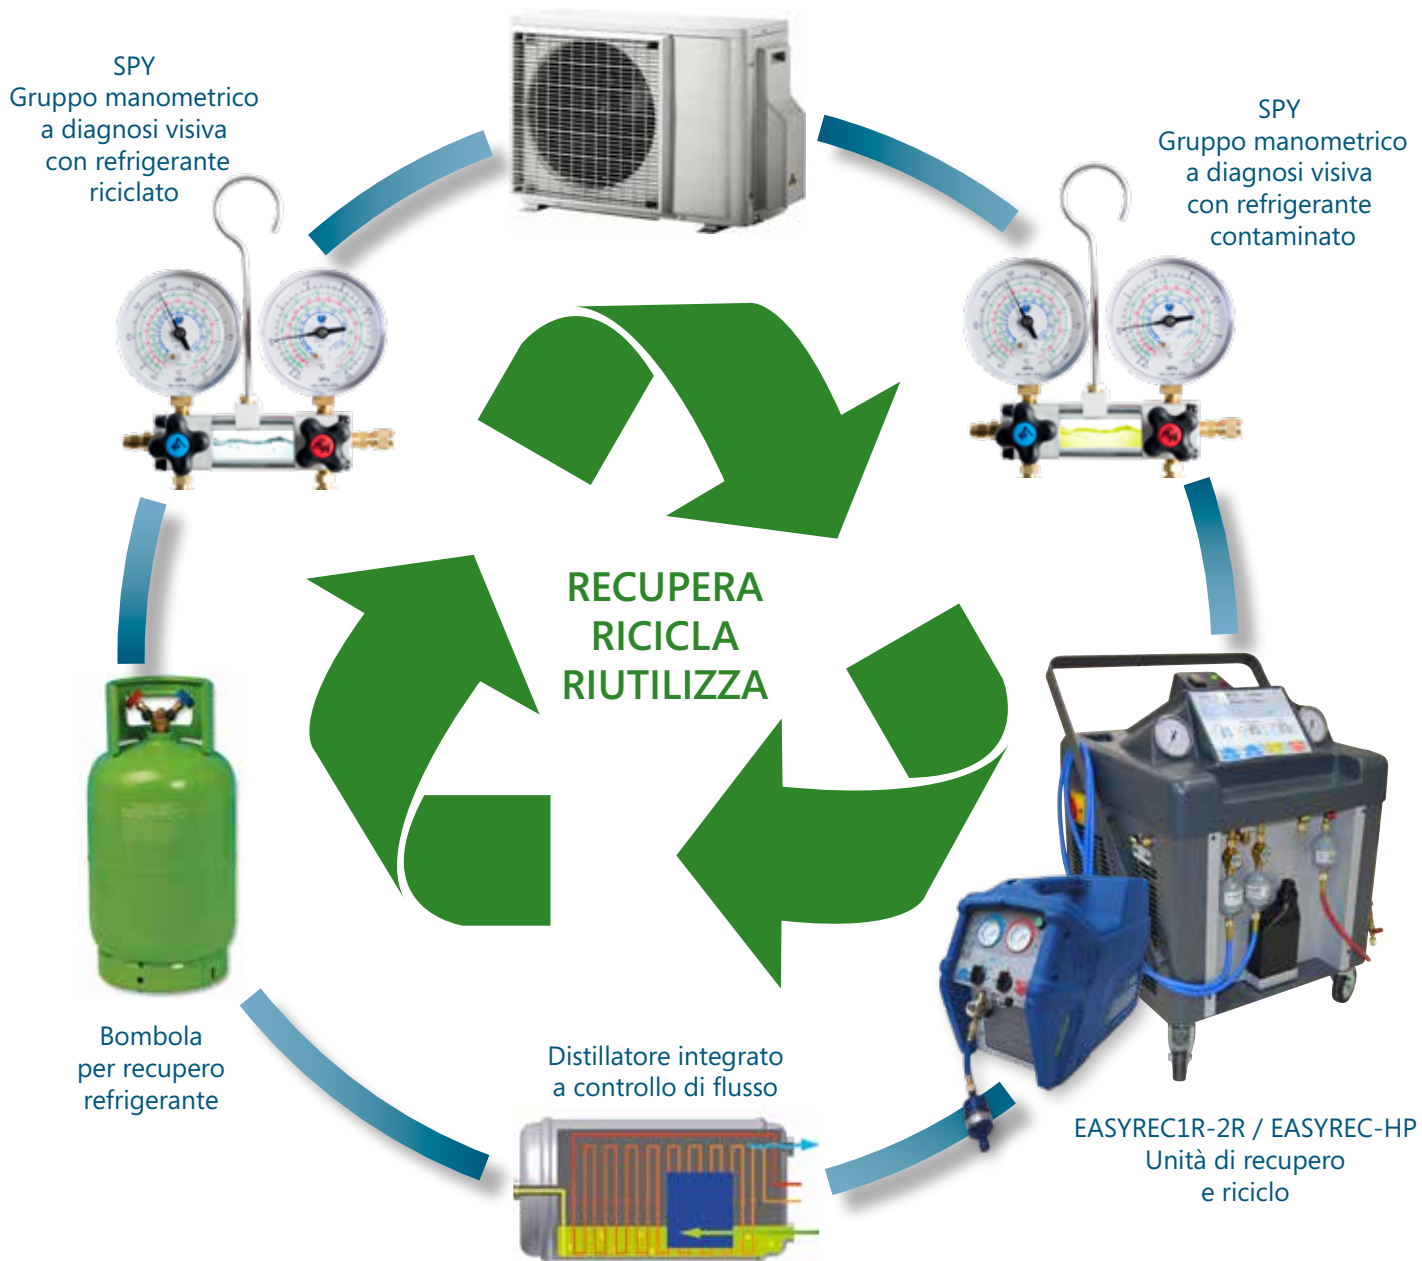 SPY
Gruppo manometrico
a diagnosi visiva
con refrigerante
riciclato
SPY
Gruppo manometrico
a diagnosi visiva
con refrigerante
contaminato
RECUPERA
RICICLA
RIUTILIZZA
Bombola
per recupero
refrigerante
Distillatore integrato
a controllo di flusso
EASYREC1R-2R / EASYREC-HP
Unità di recupero
e riciclo